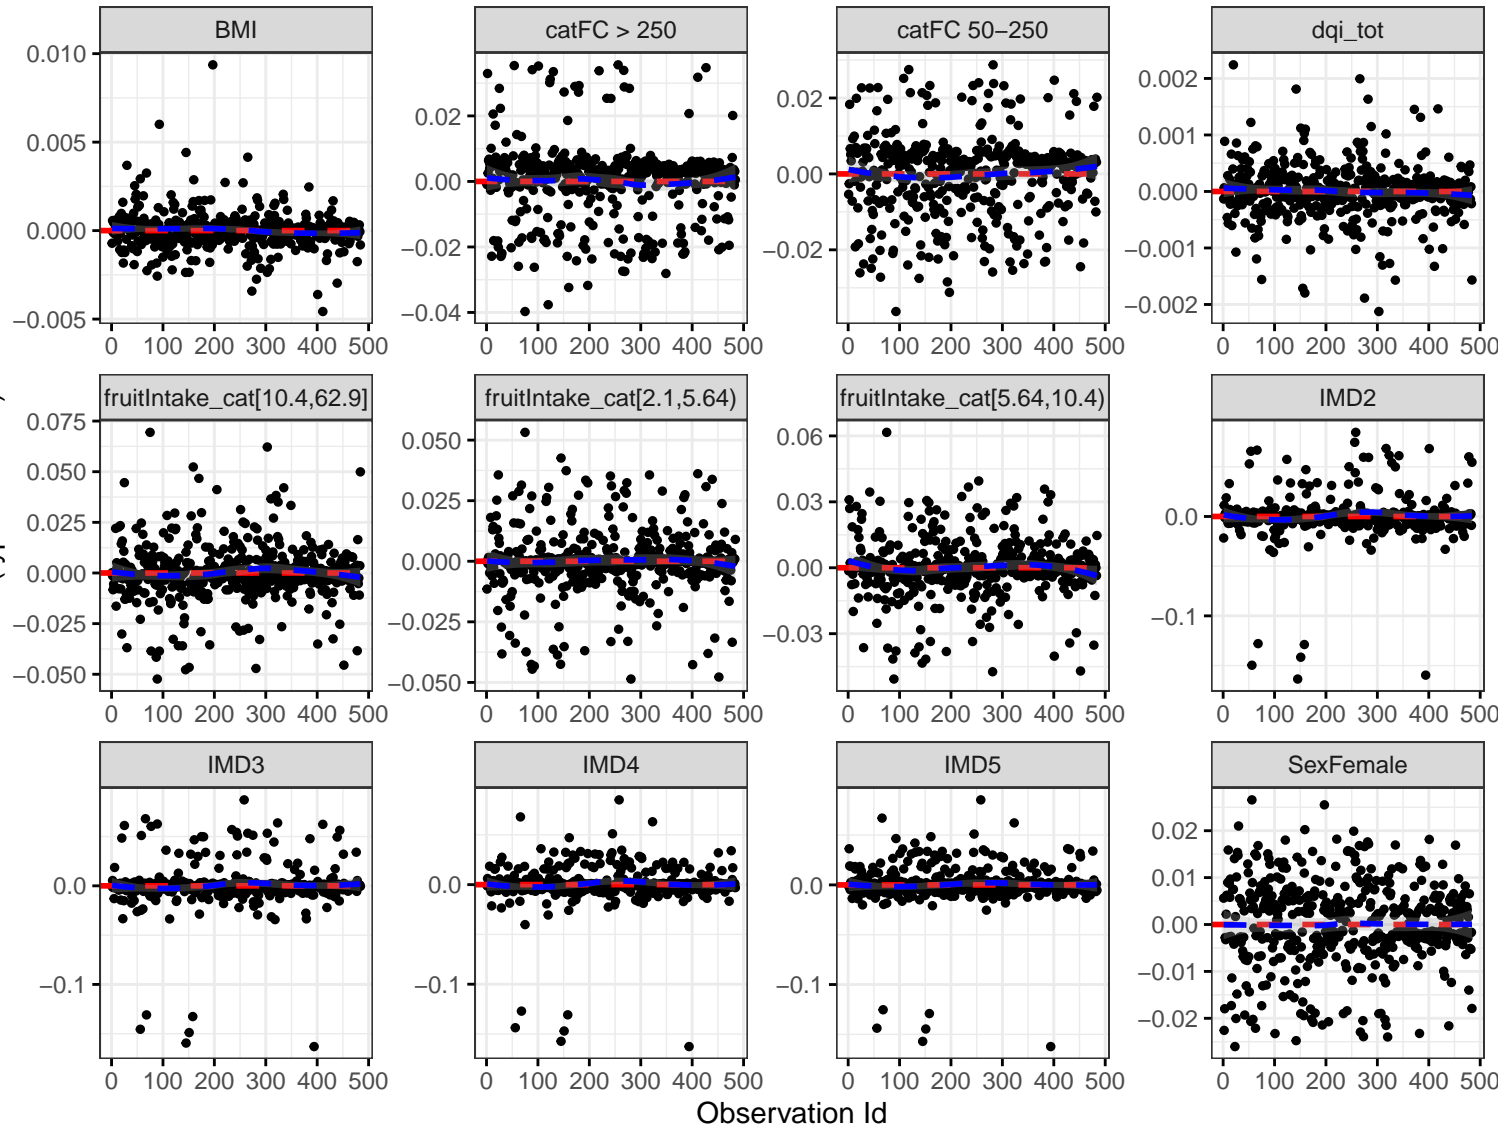 BMI
catFC > 250
catFC 50−250
dqi_tot
0.010
0.005
0.000
−0.005
0.02
0.00
−0.02
−0.04
0.02
0.00
−0.02
0.002
0.001
0.000
−0.001
−0.002
0 100 200 300 400 500
0 100 200 300 400 500
0 100 200 300 400 500
0 100 200 300 400 500
fruitIntake_cat[10.4,62.9]
fruitIntake_cat[2.1,5.64)
fruitIntake_cat[5.64,10.4)
IMD2
0.075
0.050
0.025
0.000
−0.025
−0.050
0.050
0.025
0.000
−0.025
−0.050
0.06
0.03
0.00
−0.03
0.0
−0.1
0 100 200 300 400 500
0 100 200 300 400 500
0 100 200 300 400 500
0 100 200 300 400 500
IMD3
IMD4
IMD5
SexFemale
0.0
−0.1
0.0
−0.1
0.0
−0.1
0.02
0.01
0.00
−0.01
−0.02
0 100 200 300 400 500
0 100 200 300 400 500
0 100 200 300 400 500
0 100 200 300 400 500
Observation Id